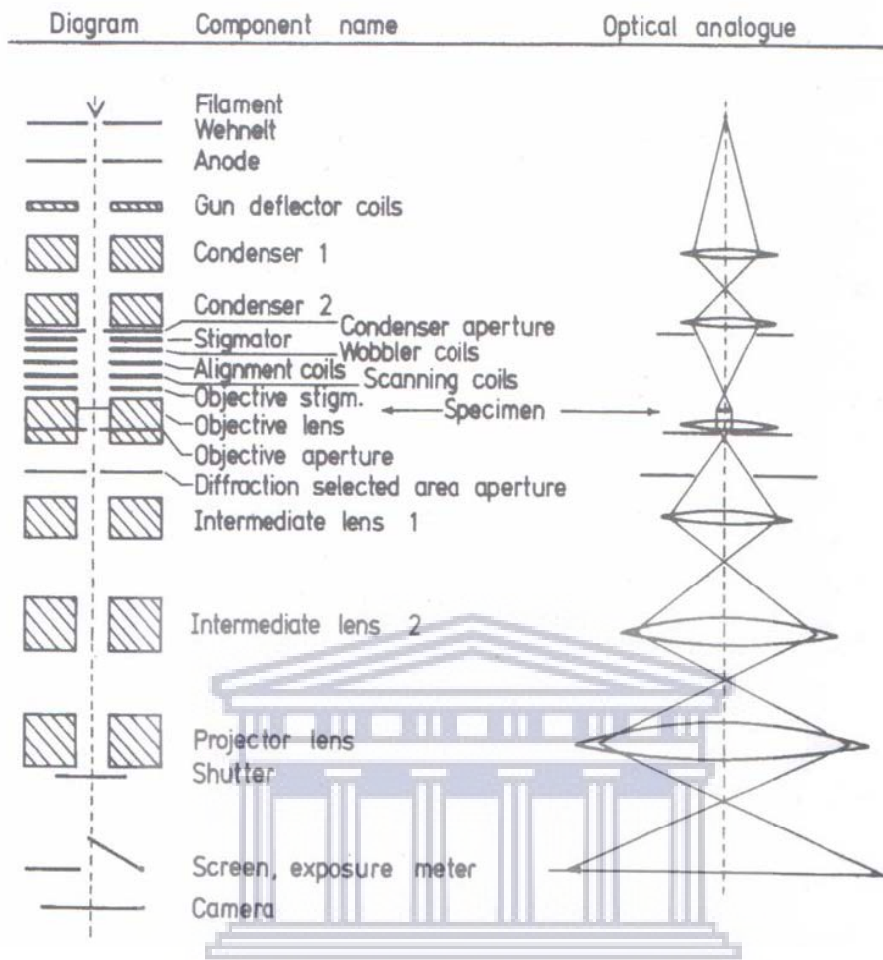 Diagram Component name Optical analogue
Filament
Wehnelt
Anode
Gun deflector coils
Condenser 1
Condenser 2
Condenser aperture
Stigmator
Wobbler coils
Alignment coils
Scanning coils
Objective stigm.
Specimen
Objective lens
Objective aperture
Diffraction selected area aperture
Intermediate lens 1
Intermediate lens 2
Projector lens
Shutter
Screen, exposure meter
Camera